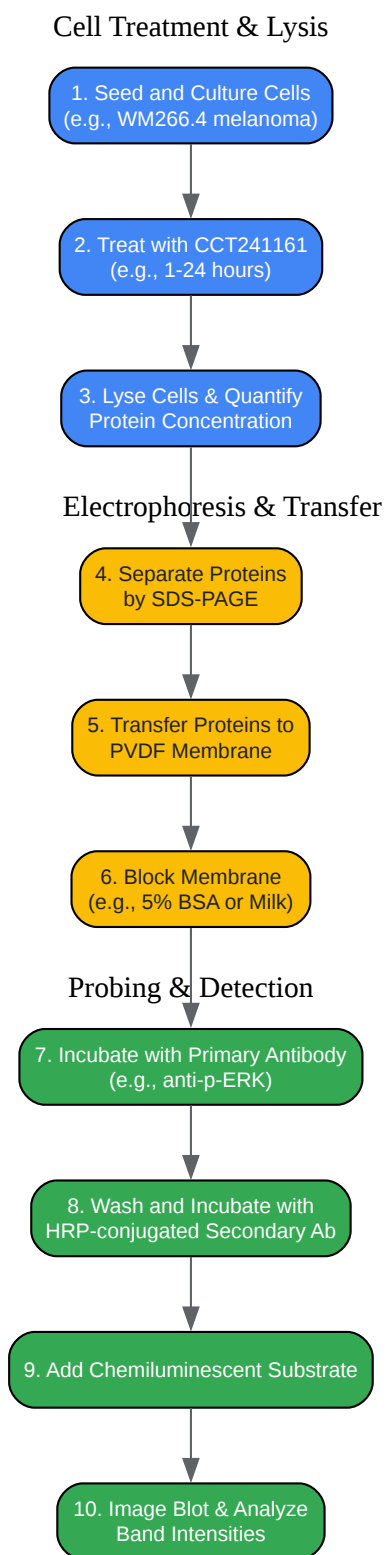 Cell Treatment & Lysis
1. Seed and Culture Cells
(e.g., WM266.4 melanoma)
2. Treat with CCT241161
(e.g., 1-24 hours)
3. Lyse Cells & Quantify
Protein Concentration
Electrophoresis & Transfer
4. Separate Proteins
by SDS-PAGE
5. Transfer Proteins to
PVDF Membrane
6. Block Membrane
(e.g., 5% BSA or Milk)
Probing & Detection
7. Incubate with Primary Antibody
(e.g., anti-p-ERK)
8. Wash and Incubate with
HRP-conjugated Secondary Ab
9. Add Chemiluminescent Substrate
10. Image Blot & Analyze
Band Intensities